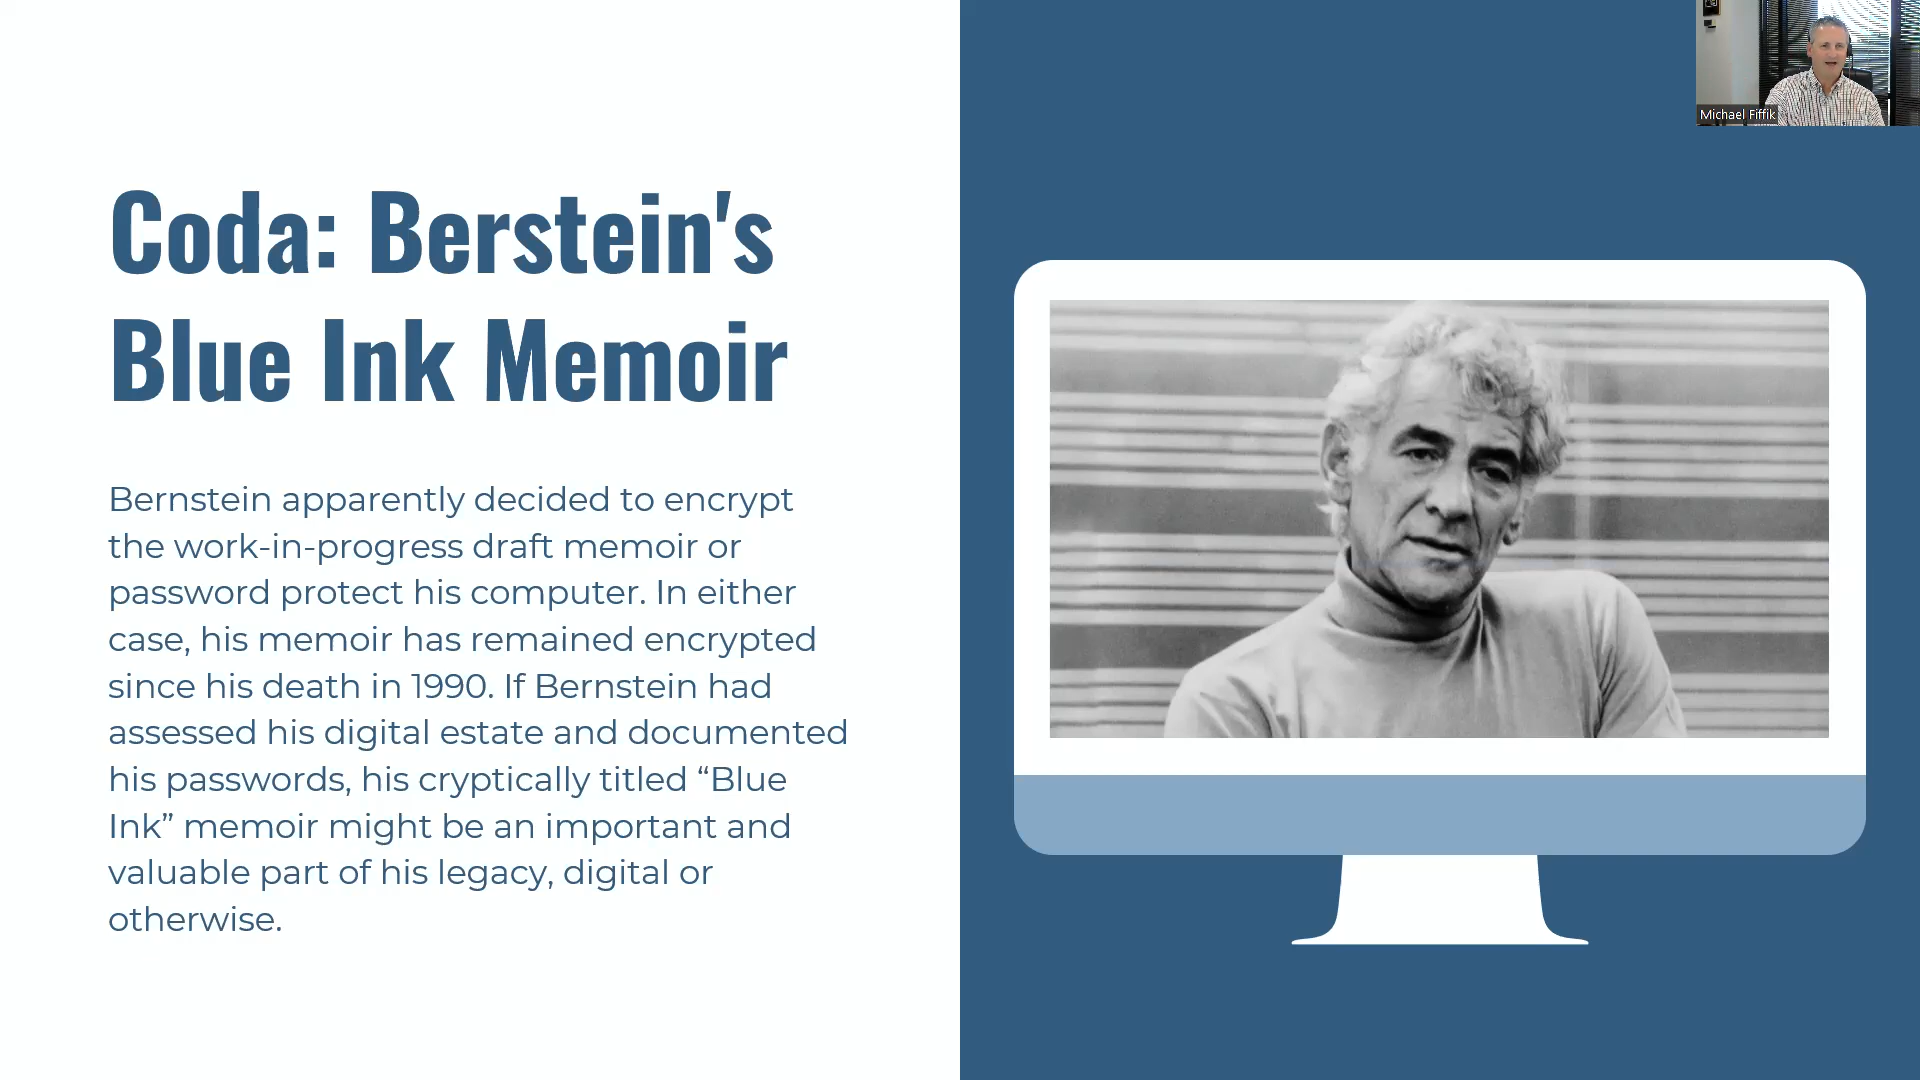 Michael Fiffik
Coda: Berstein's
Blue Ink Memoir
Bernstein apparently decided to encrypt
the work-in-progress draft memoir or
password protect his computer. In either
case, his memoir has remained encrypted
since his death in 1990. If Bernstein had
assessed his digital estate and documented
his passwords, his cryptically titled “Blue
Ink” memoir might be an important and
valuable part of his legacy, digital or
otherwise.